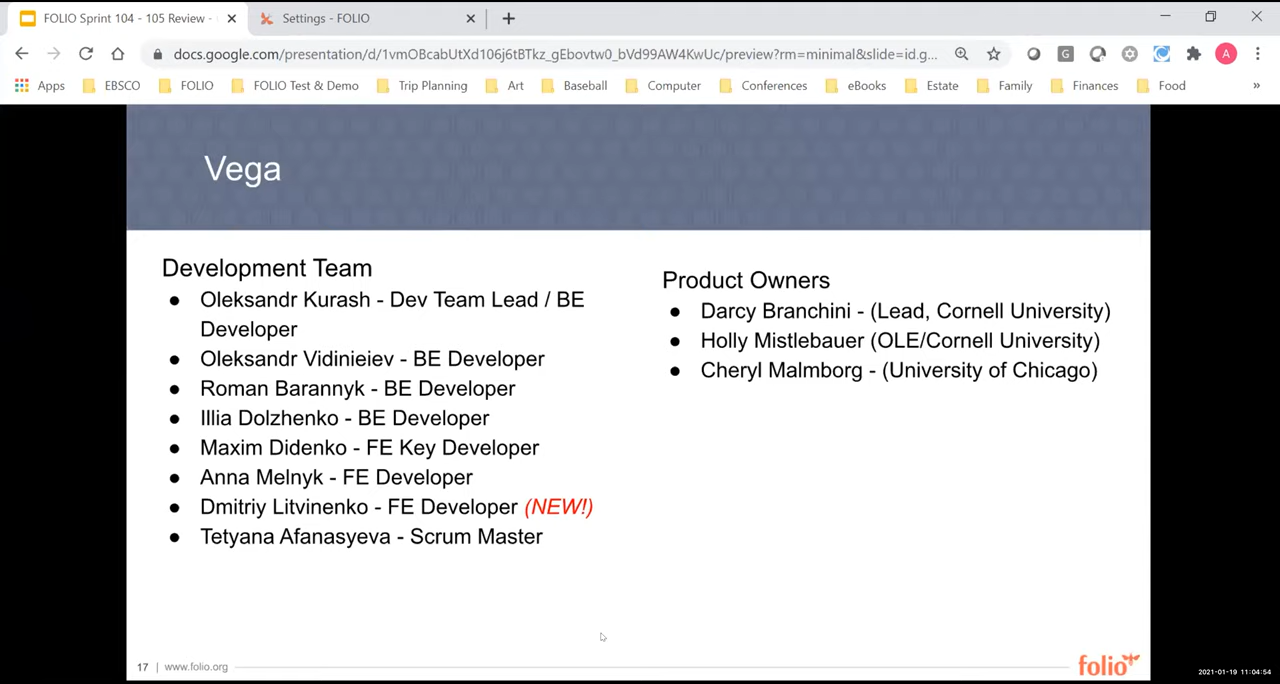 FOLIO Sprint 104 - 105 Review -
Settings - FOLIO
docs.google.com/presentation/d/1vmOBcabUtXd106j6tBTkz_gEbovtw0_bVd99AW4KwUc/preview?rm=minimal&slide=id.g...
G
A
Apps
EBSCO
FOLIO
FOLIO Test & Demo
Trip Planning
Art
Baseball
Computer
Conferences
eBooks
Estate
Family
Finances
Food
»
Vega
Development Team
● Oleksandr Kurash - Dev Team Lead / BE
Developer
● Oleksandr Vidinieiev - BE Developer
● Roman Barannyk - BE Developer
● Illia Dolzhenko - BE Developer
● Maxim Didenko - FE Key Developer
● Anna Melnyk - FE Developer
● Dmitriy Litvinenko - FE Developer (NEW!)
● Tetyana Afanasyeva - Scrum Master
Product Owners
● Darcy Branchini - (Lead, Cornell University)
● Holly Mistlebauer (OLE/Cornell University)
● Cheryl Malmborg - (University of Chicago)
17 | www.folio.org
folio
2021-01-19 11:04:54